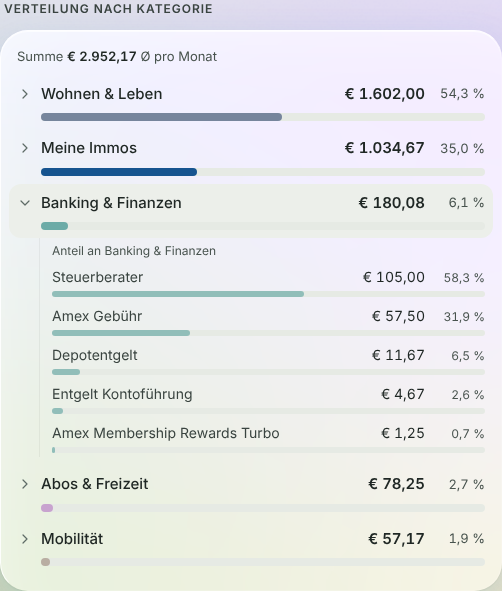 VERTEILUNG NACH KATEGORIE
Summe € 2.952,17 Ø pro Monat
Wohnen & Leben € 1.602,00 54,3 %
Meine Immos € 1.034,67 35,0 %
Banking & Finanzen € 180,08 6,1 %
Anteil an Banking & Finanzen
Steuerberater € 105,00 58,3 %
Amex Gebühr € 57,50 31,9 %
Depotentgelt € 11,67 6,5 %
Entgelt Kontoführung € 4,67 2,6 %
Amex Membership Rewards Turbo € 1,25 0,7 %
Abos & Freizeit € 78,25 2,7 %
Mobilität € 57,17 1,9 %